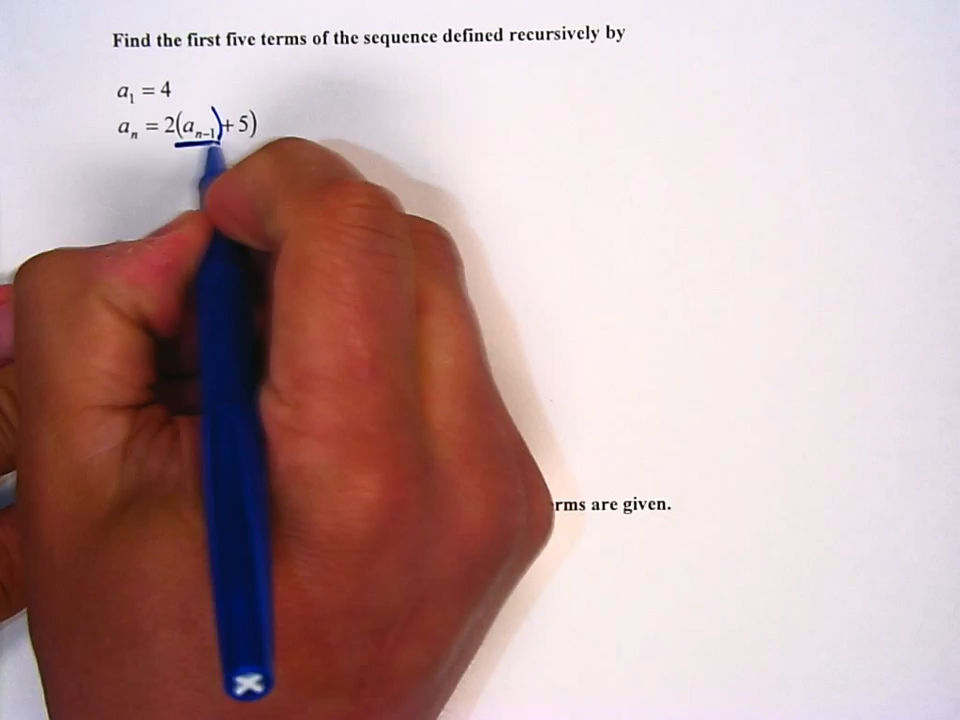 Find the first five terms of the sequence defined recursively by
a₁ = 4
aₙ = 2(aₙ₋₁)+ 5)
are given.